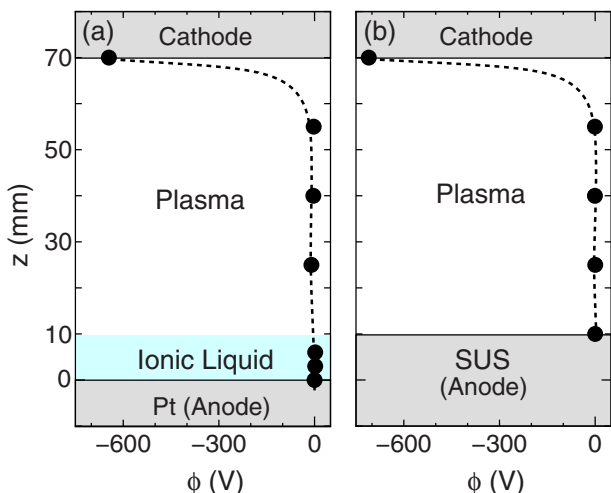 (a)
Cathode
(b)
Cathode
70
50
30
10
0
z (mm)
Plasma
Plasma
Ionic Liquid
Pt (Anode)
SUS
(Anode)
−600
−300
0
−600
−300
0
ϕ (V)
ϕ (V)